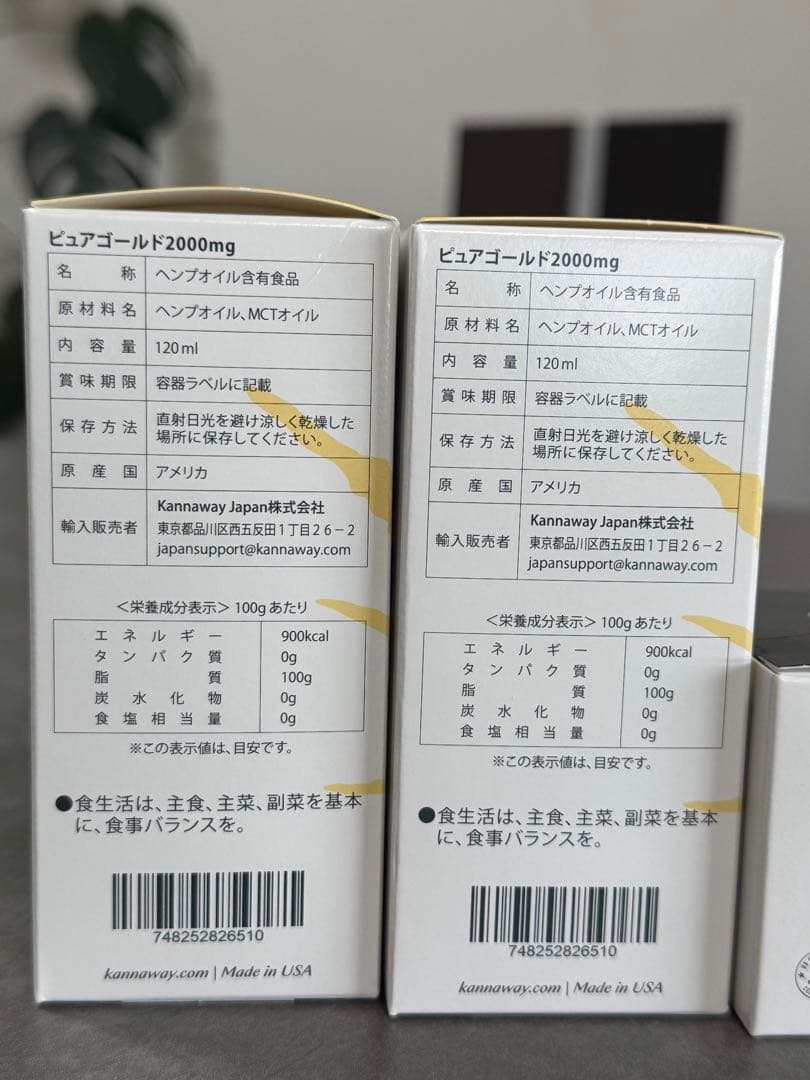 ピュアゴールド2000mg
名称 ヘンプオイル含有食品
原材料名 ヘンプオイル、MCTオイル
内容量 120ml
賞味期限 容器ラベルに記載
保存方法 直射日光を避け涼しく乾燥した
場所に保存してください。
原産国 アメリカ
輸入販売者 Kannaway Japan株式会社
東京都品川区西五反田1丁目26-2
japansupport@kannaway.com
＜栄養成分表示＞ 100gあたり
エネルギー 900kcal
タンパク質 0g
脂質 100g
炭水化物 0g
食塩相当量 0g
※この表示値は、目安です。
●食生活は、主食、主菜、副菜を基本
に、食事バランスを。
748252826510
kannaway.com | Made in USA
ピュアゴールド2000mg
名称 ヘンプオイル含有食品
原材料名 ヘンプオイル、MCTオイル
内容量 120ml
賞味期限 容器ラベルに記載
保存方法 直射日光を避け涼しく乾燥した
場所に保存してください。
原産国 アメリカ
輸入販売者 Kannaway Japan株式会社
東京都品川区西五反田1丁目26-2
japansupport@kannaway.com
＜栄養成分表示＞ 100gあたり
エネルギー 900kcal
タンパク質 0g
脂質 100g
炭水化物 0g
食塩相当量 0g
※この表示値は、目安です。
●食生活は、主食、主菜、副菜を基本
に、食事バランスを。
748252826510
kannaway.com | Made in USA